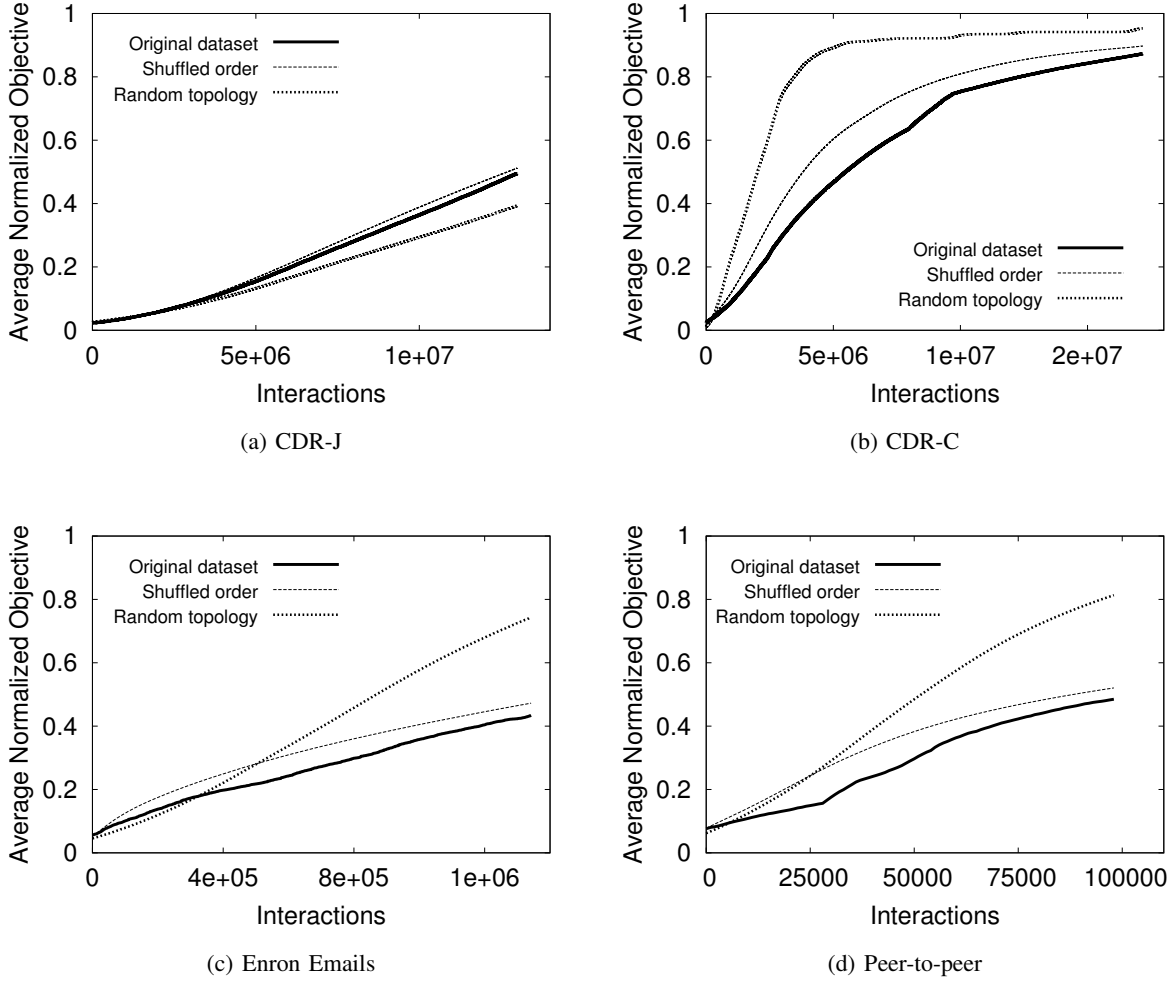 Average Normalized Objective
1
0.8
0.6
0.4
0.2
0
Original dataset
Shuffled order
Random topology
0 5e+06 1e+07
Interactions
(a) CDR-J
Average Normalized Objective
1
0.8
0.6
0.4
0.2
0
Original dataset
Shuffled order
Random topology
0 5e+06 1e+07 2e+07
Interactions
(b) CDR-C
Average Normalized Objective
1
0.8
0.6
0.4
0.2
0
Original dataset
Shuffled order
Random topology
0 4e+05 8e+05 1e+06
Interactions
(c) Enron Emails
Average Normalized Objective
1
0.8
0.6
0.4
0.2
0
Original dataset
Shuffled order
Random topology
0 25000 50000 75000 100000
Interactions
(d) Peer-to-peer